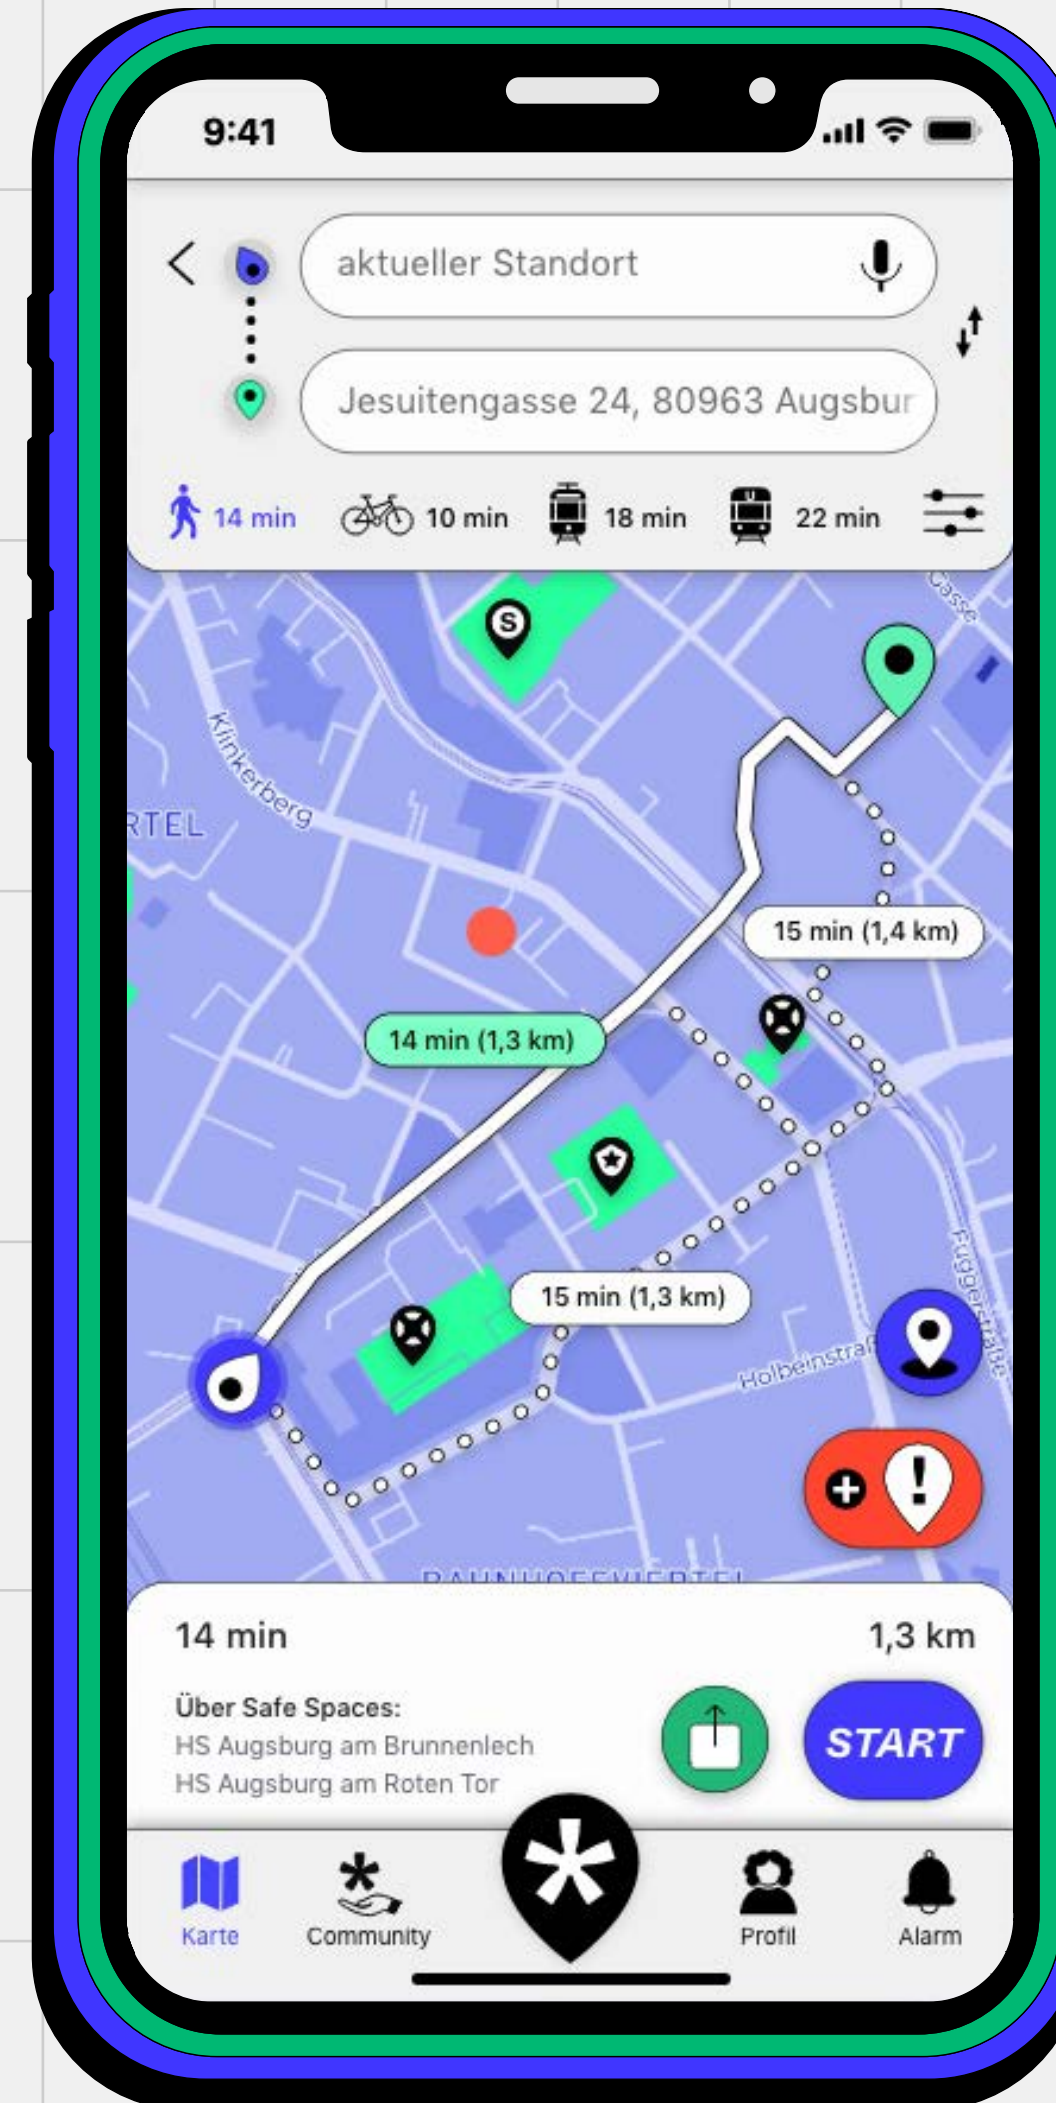 9:41
aktueller Standort
Jesuitengasse 24, 80963 Augsbur
14 min
10 min
18 min
22 min
Gasse
S
Klinkerberg
RTEL
15 min (1,4 km)
14 min (1,3 km)
15 min (1,3 km)
Fuggerstraße
Holbeinstraß
BAHNHOFSVIERTEL
14 min
1,3 km
Über Safe Spaces:
HS Augsburg am Brunnenlech
HS Augsburg am Roten Tor
START
Karte
Community
Profil
Alarm